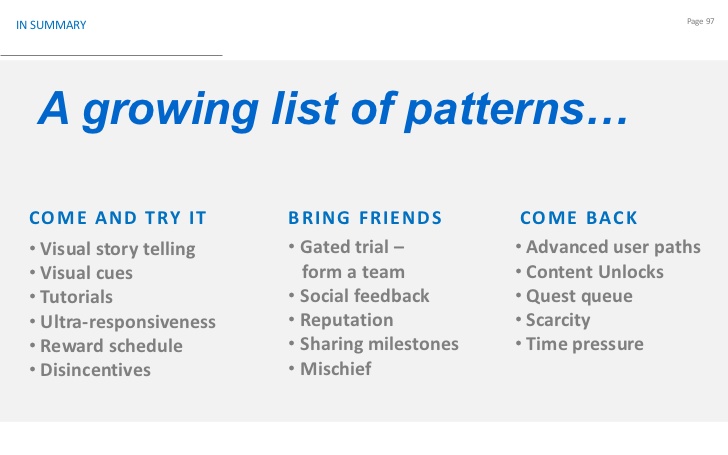 IN SUMMARY
Page 97
A growing list of patterns…
COME AND TRY IT
• Visual story telling
• Visual cues
• Tutorials
• Ultra-responsiveness
• Reward schedule
• Disincentives
BRING FRIENDS
• Gated trial –
form a team
• Social feedback
• Reputation
• Sharing milestones
• Mischief
COME BACK
• Advanced user paths
• Content Unlocks
• Quest queue
• Scarcity
• Time pressure